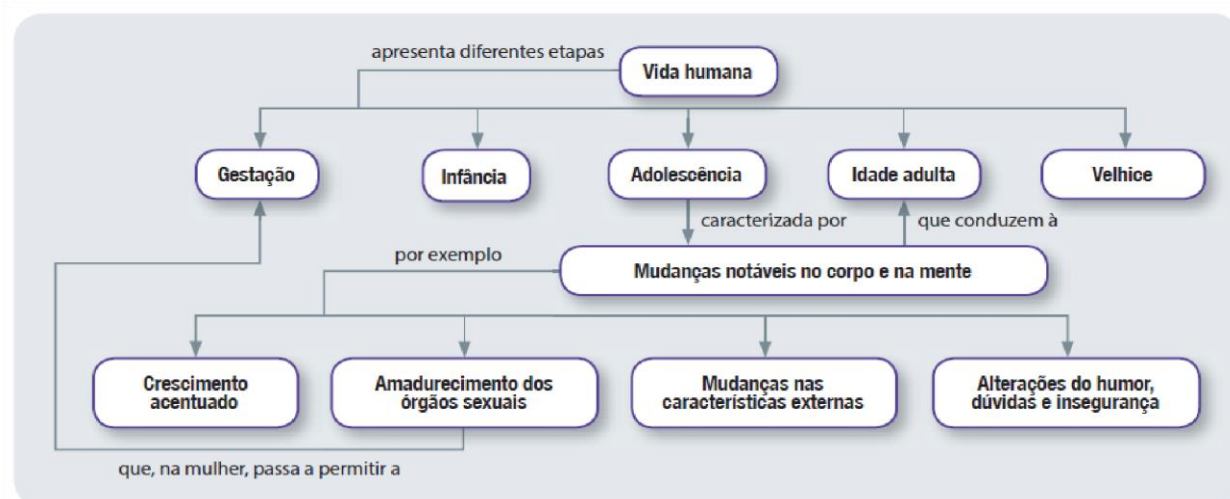 apresenta diferentes etapas
Vida humana
Gestação
Infância
Adolescência
Idade adulta
Velhice
caracterizada por
que conduzem à
por exemplo
Mudanças notáveis no corpo e na mente
Crescimento
acentuado
Amadurecimento dos
órgãos sexuais
Mudanças nas
características externas
Alterações do humor,
dúvidas e insegurança
que, na mulher, passa a permitir a